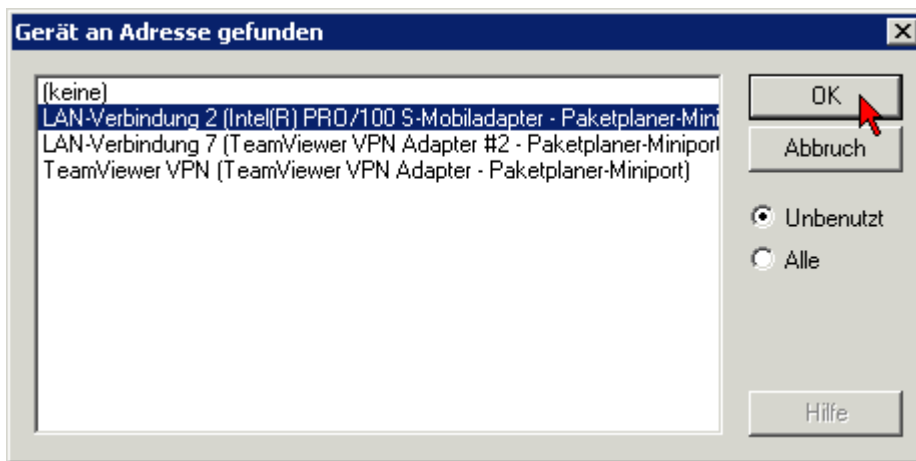 Gerät an Adresse gefunden
(keine)
LAN-Verbindung 2 (Intel(R) PRO/100 S-Mobiladapter - Paketplaner-Mini
LAN-Verbindung 7 (TeamViewer VPN Adapter #2 - Paketplaner-Miniport
TeamViewer VPN (TeamViewer VPN Adapter - Paketplaner-Miniport)
OK
Abbruch
Unbenutzt
Alle
Hilfe